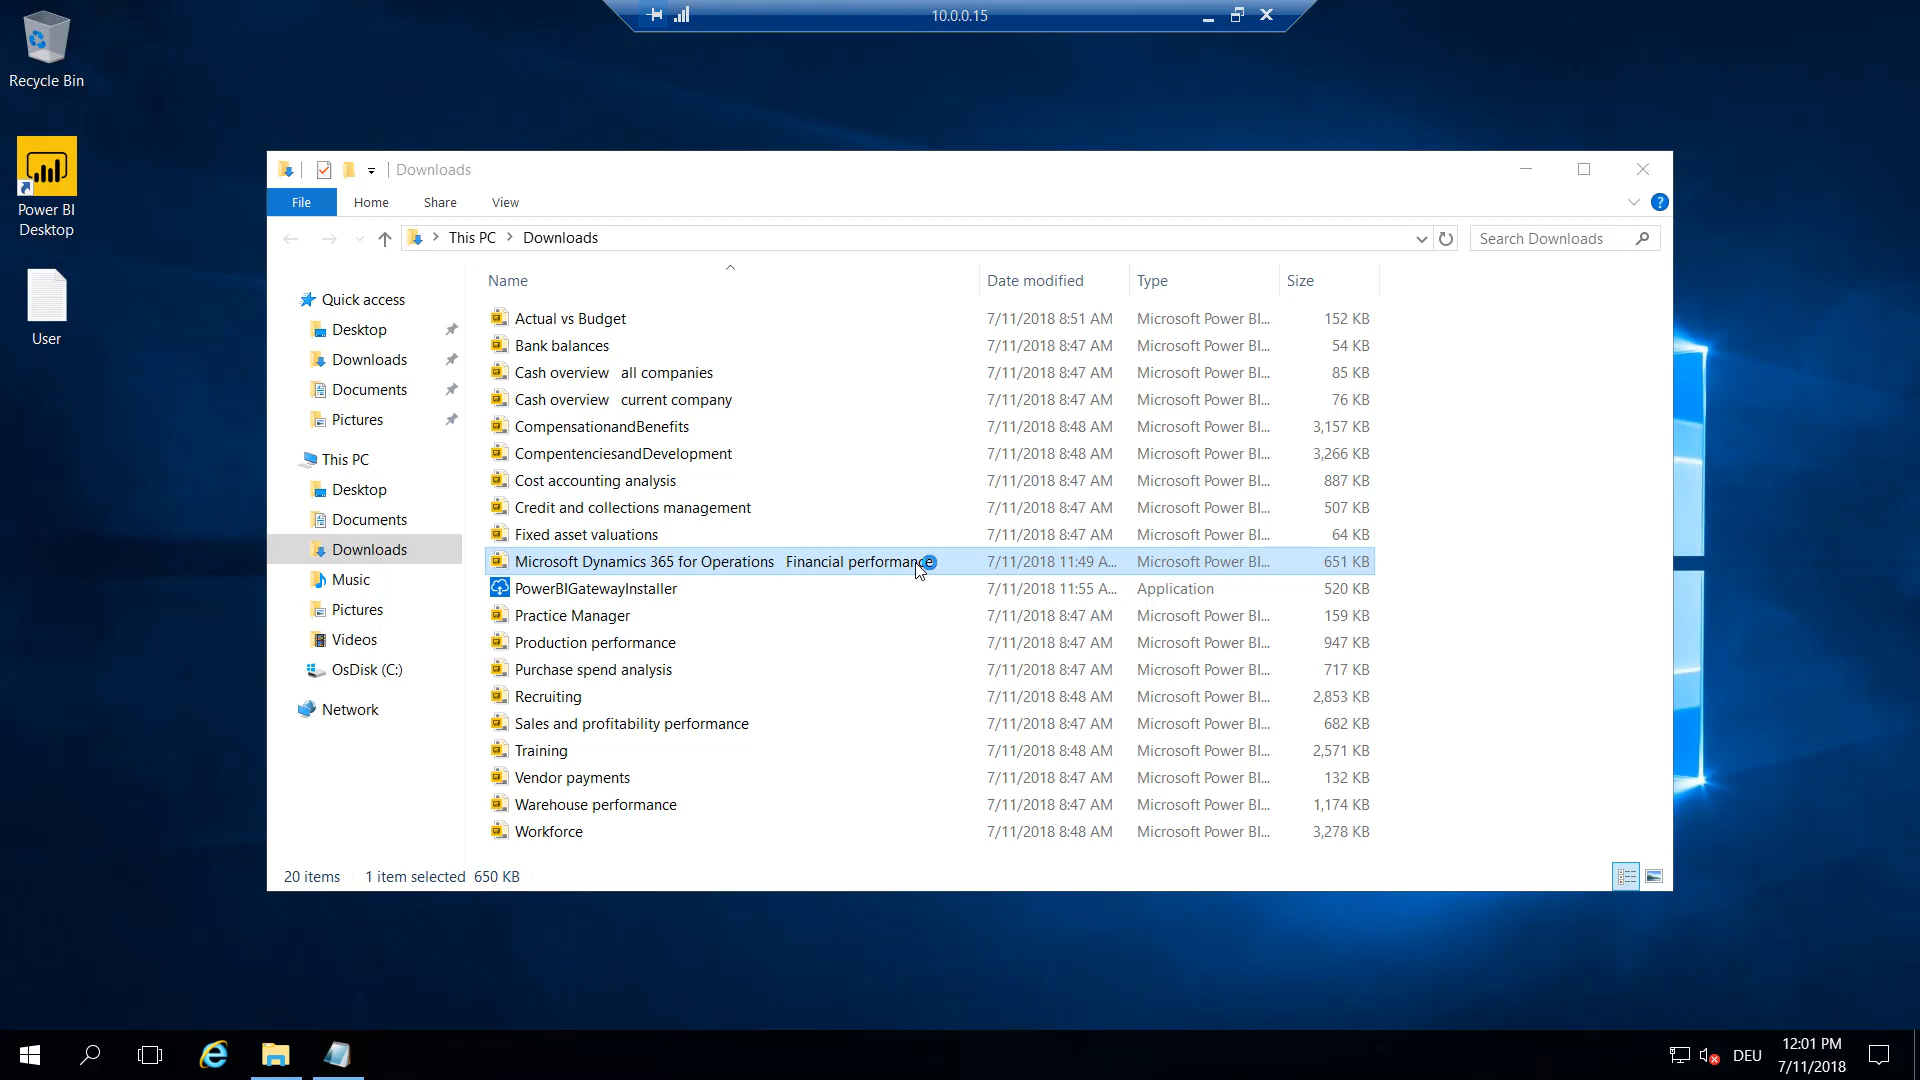 10.0.0.15
Recycle Bin
Power BI
Desktop
User
Downloads
File Home Share View
This PC Downloads
Search Downloads
Name Date modified Type Size
Quick access
Desktop
Downloads
Documents
Pictures
This PC
Desktop
Documents
Downloads
Music
Pictures
Videos
OsDisk (C:)
Network
Actual vs Budget 7/11/2018 8:51 AM Microsoft Power BI... 152 KB
Bank balances 7/11/2018 8:47 AM Microsoft Power BI... 54 KB
Cash overview all companies 7/11/2018 8:47 AM Microsoft Power BI... 85 KB
Cash overview current company 7/11/2018 8:47 AM Microsoft Power BI... 76 KB
CompensationandBenefits 7/11/2018 8:48 AM Microsoft Power BI... 3,157 KB
CompentenciesandDevelopment 7/11/2018 8:48 AM Microsoft Power BI... 3,266 KB
Cost accounting analysis 7/11/2018 8:47 AM Microsoft Power BI... 887 KB
Credit and collections management 7/11/2018 8:47 AM Microsoft Power BI... 507 KB
Fixed asset valuations 7/11/2018 8:47 AM Microsoft Power BI... 64 KB
Microsoft Dynamics 365 for Operations Financial performance 7/11/2018 11:49 A... Microsoft Power BI... 651 KB
PowerBIGatewayInstaller 7/11/2018 11:55 A... Application 520 KB
Practice Manager 7/11/2018 8:47 AM Microsoft Power BI... 159 KB
Production performance 7/11/2018 8:47 AM Microsoft Power BI... 947 KB
Purchase spend analysis 7/11/2018 8:47 AM Microsoft Power BI... 717 KB
Recruiting 7/11/2018 8:48 AM Microsoft Power BI... 2,853 KB
Sales and profitability performance 7/11/2018 8:47 AM Microsoft Power BI... 682 KB
Training 7/11/2018 8:48 AM Microsoft Power BI... 2,571 KB
Vendor payments 7/11/2018 8:47 AM Microsoft Power BI... 132 KB
Warehouse performance 7/11/2018 8:47 AM Microsoft Power BI... 1,174 KB
Workforce 7/11/2018 8:48 AM Microsoft Power BI... 3,278 KB
20 items 1 item selected 650 KB
DEU
12:01 PM
7/11/2018